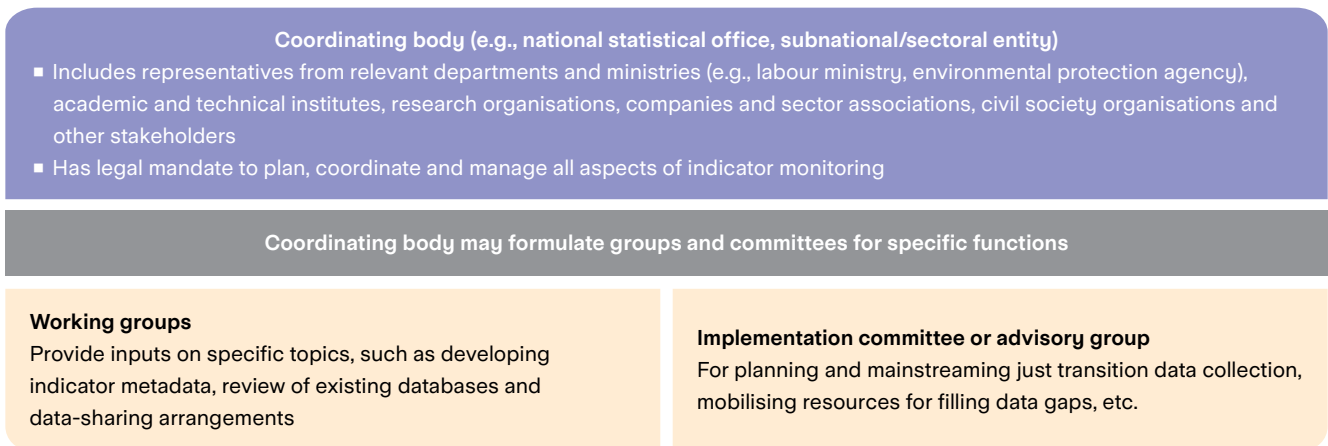 Coordinating body (e.g., national statistical office, subnational/sectoral entity)
■ Includes representatives from relevant departments and ministries (e.g., labour ministry, environmental protection agency),
academic and technical institutes, research organisations, companies and sector associations, civil society organisations and
other stakeholders
■ Has legal mandate to plan, coordinate and manage all aspects of indicator monitoring
Coordinating body may formulate groups and committees for specific functions
Working groups
Provide inputs on specific topics, such as developing
indicator metadata, review of existing databases and
data-sharing arrangements
Implementation committee or advisory group
For planning and mainstreaming just transition data collection,
mobilising resources for filling data gaps, etc.